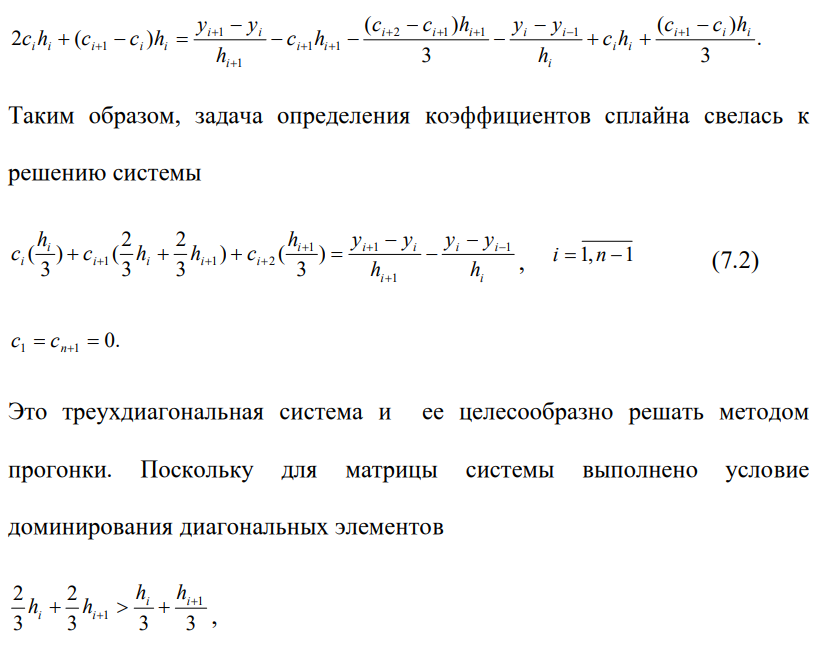 2c_i h_i + (c_{i+1} − c_i)h_i = \frac{y_{i+1} − y_i}{h_{i+1}} − c_{i+1}h_{i+1} − \frac{(c_{i+2} − c_{i+1})h_{i+1}}{3} − \frac{y_i − y_{i−1}}{h_i} + c_i h_i + \frac{(c_{i+1} − c_i)h_i}{3}.
Таким образом, задача определения коэффициентов сплайна свелась к
решению системы
c_i(\frac{h_i}{3}) + c_{i+1}(\frac{2}{3}h_i + \frac{2}{3}h_{i+1}) + c_{i+2}(\frac{h_{i+1}}{3}) = \frac{y_{i+1} − y_i}{h_{i+1}} − \frac{y_i − y_{i−1}}{h_i}, i = \overline{1, n − 1} (7.2)
c_1 = c_{n+1} = 0.
Это треухдиагональная система и ее целесообразно решать методом
прогонки. Поскольку для матрицы системы выполнено условие
доминирования диагональных элементов
\frac{2}{3}h_i + \frac{2}{3}h_{i+1} > \frac{h_i}{3} + \frac{h_{i+1}}{3},